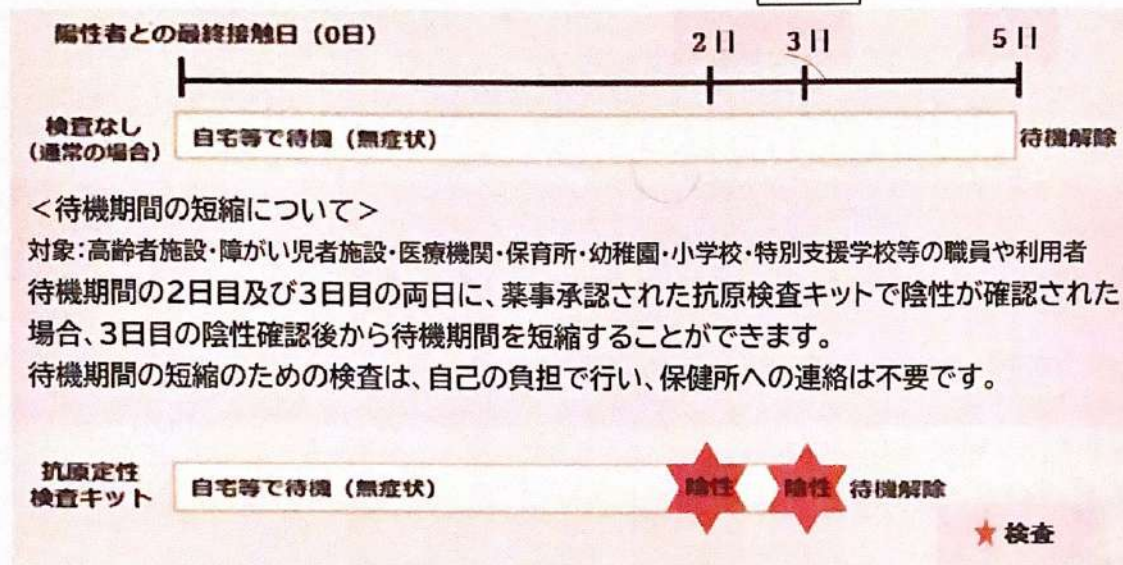 陽性者との最終接触日（0日）
2日 3日 5日
検査なし
（通常の場合）
自宅等で待機（無症状）
待機解除
＜待機期間の短縮について＞
対象：高齢者施設・障がい児者施設・医療機関・保育所・幼稚園・小学校・特別支援学校等の職員や利用者
待機期間の２日目及び３日目の両日に、薬事承認された抗原検査キットで陰性が確認された
場合、３日目の陰性確認後から待機期間を短縮することができます。
待機期間の短縮のための検査は、自己の負担で行い、保健所への連絡は不要です。
抗原定性
検査キット
自宅等で待機（無症状）
陰性 陰性 待機解除
★検査